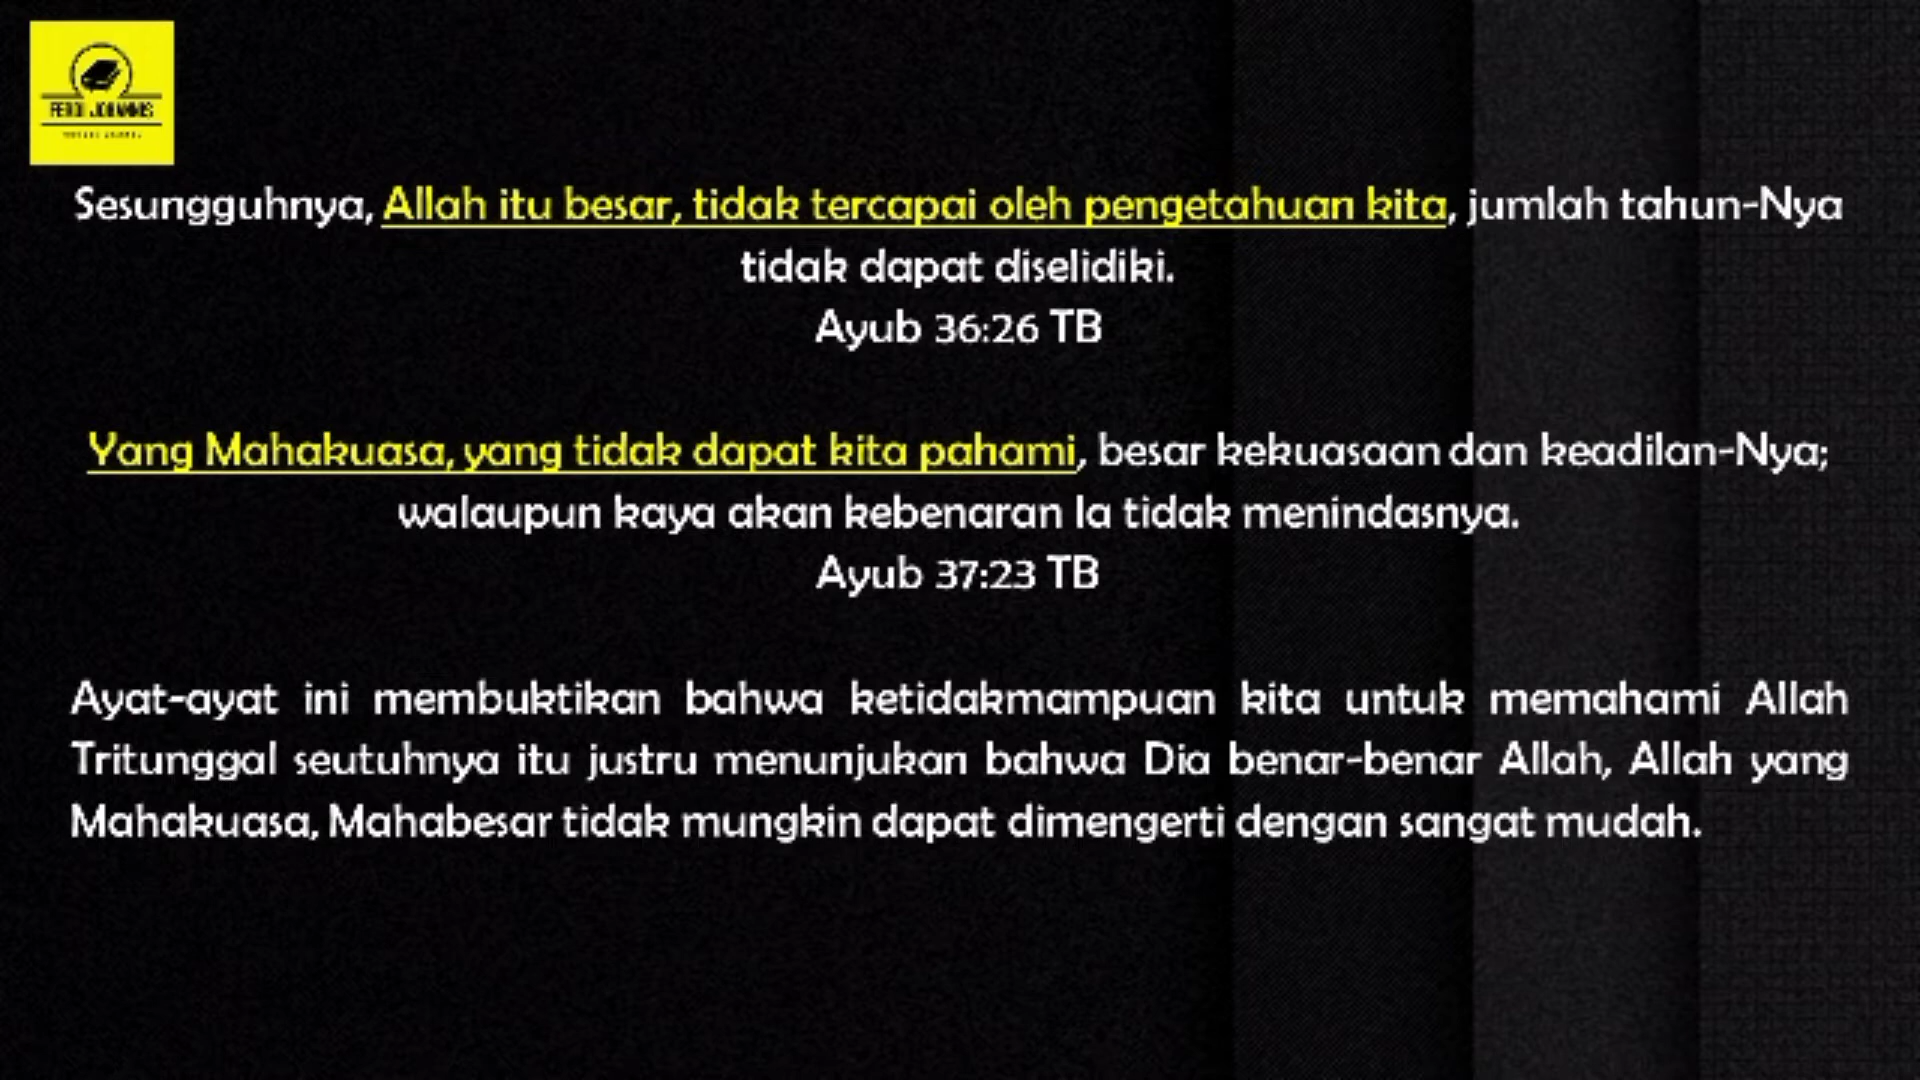 FERDI JOHANNIS
Sesungguhnya, Allah itu besar, tidak tercapai oleh pengetahuan kita, jumlah tahun-Nya
tidak dapat diselidiki.
Ayub 36:26 TB
Yang Mahakuasa, yang tidak dapat kita pahami, besar kekuasaan dan keadilan-Nya;
walaupun kaya akan kebenaran Ia tidak menindasnya.
Ayub 37:23 TB
Ayat-ayat ini membuktikan bahwa ketidakmampuan kita untuk memahami Allah
Tritunggal seutuhnya itu justru menunjukan bahwa Dia benar-benar Allah, Allah yang
Mahakuasa, Mahabesar tidak mungkin dapat dimengerti dengan sangat mudah.